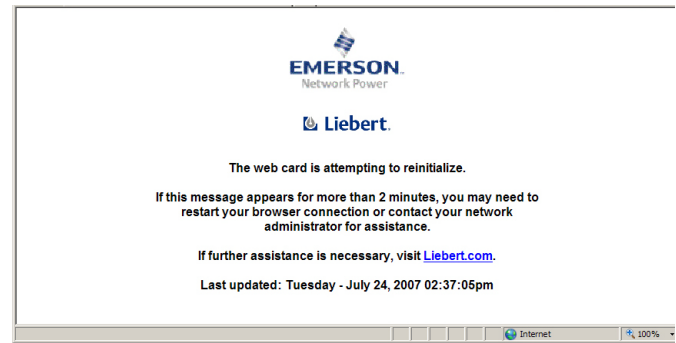 EMERSON™
Network Power
Liebert.
The web card is attempting to reinitialize.
If this message appears for more than 2 minutes, you may need to
restart your browser connection or contact your network
administrator for assistance.
If further assistance is necessary, visit Liebert.com.
Last updated: Tuesday - July 24, 2007 02:37:05pm
Internet 100%